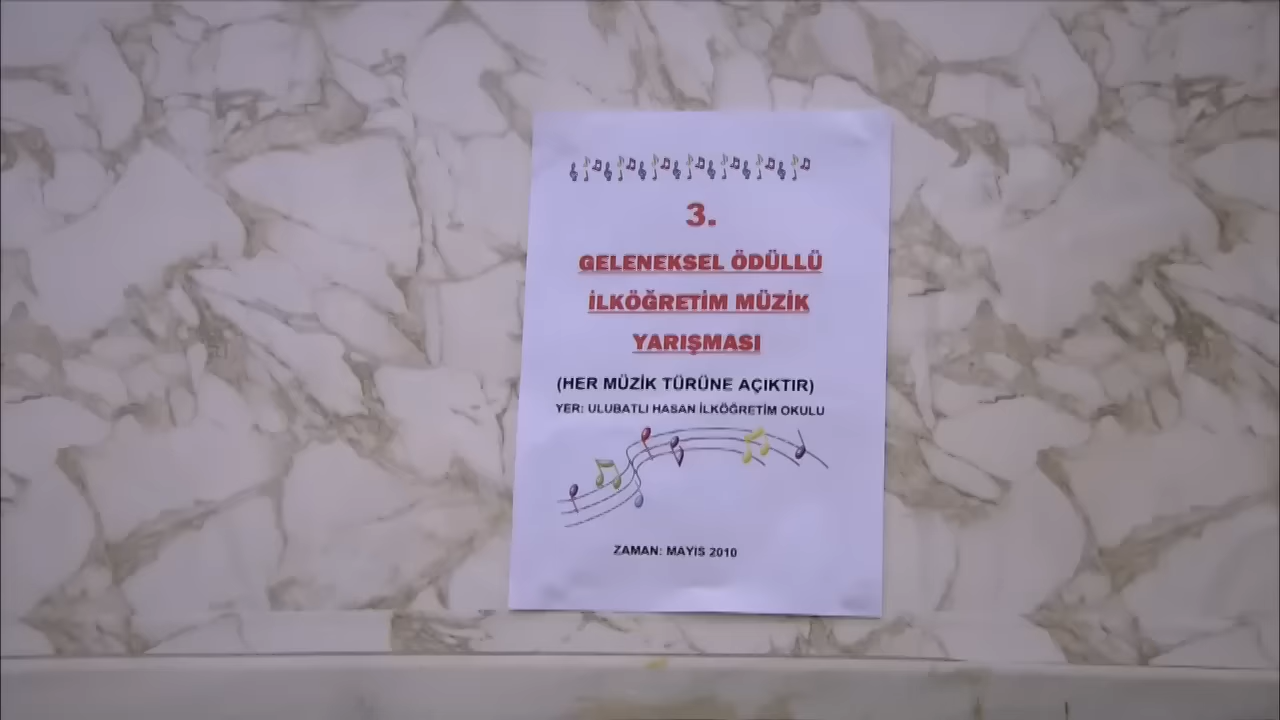 3.
GELENEKSEL ÖDÜLLÜ
İLKÖĞRETİM MÜZİK
YARIŞMASI
(HER MÜZİK TÜRÜNE AÇIKTIR)
YER: ULUBATLI HASAN İLKÖĞRETİM OKULU
ZAMAN: MAYIS 2010